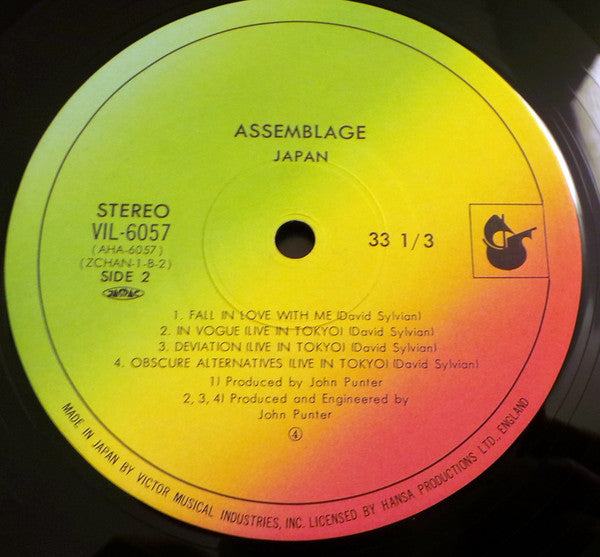 ASSEMBLAGE
JAPAN
STEREO
VIL-6057
(AHA-6057)
(ZCHAN-1-B-2)
SIDE 2
JASRAC
33 1/3
1. FALL IN LOVE WITH ME (David Sylvian)
2. IN VOGUE (LIVE IN TOKYO) (David Sylvian)
3. DEVIATION (LIVE IN TOKYO) (David Sylvian)
4. OBSCURE ALTERNATIVES (LIVE IN TOKYO) (David Sylvian)
1) Produced by John Punter
2, 3, 4) Produced and Engineered by
John Punter
④
MADE IN JAPAN BY VICTOR MUSICAL INDUSTRIES, INC. LICENSED BY HANSA PRODUCTIONS LTD., ENGLAND